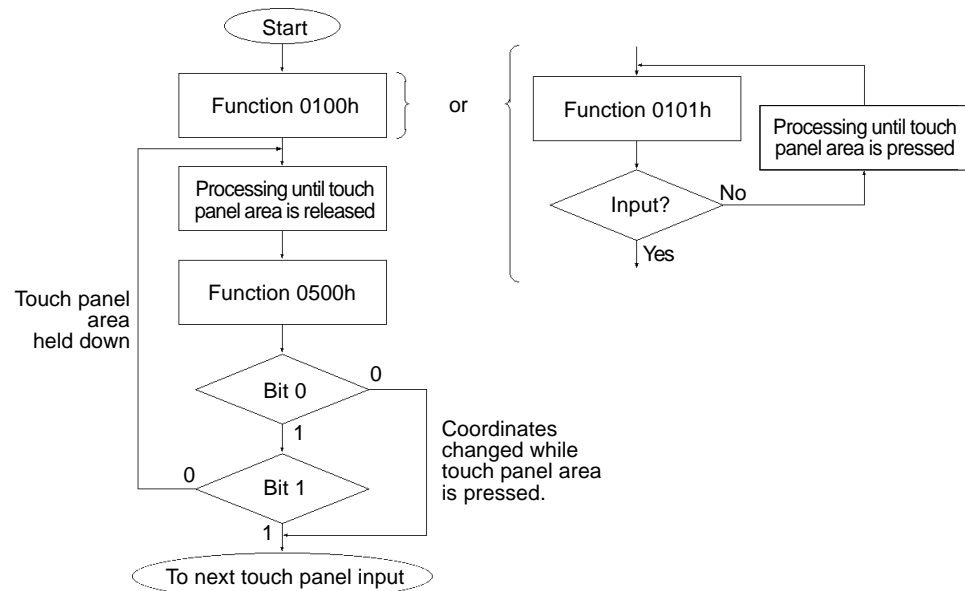 Start
Function 0100h
or
Function 0101h
Processing until touch
panel area is pressed
Input?
No
Yes
Processing until touch
panel area is released
Function 0500h
Touch panel
area
held down
Bit 0
0
1
Coordinates
changed while
touch panel area
is pressed.
Bit 1
0
1
To next touch panel input